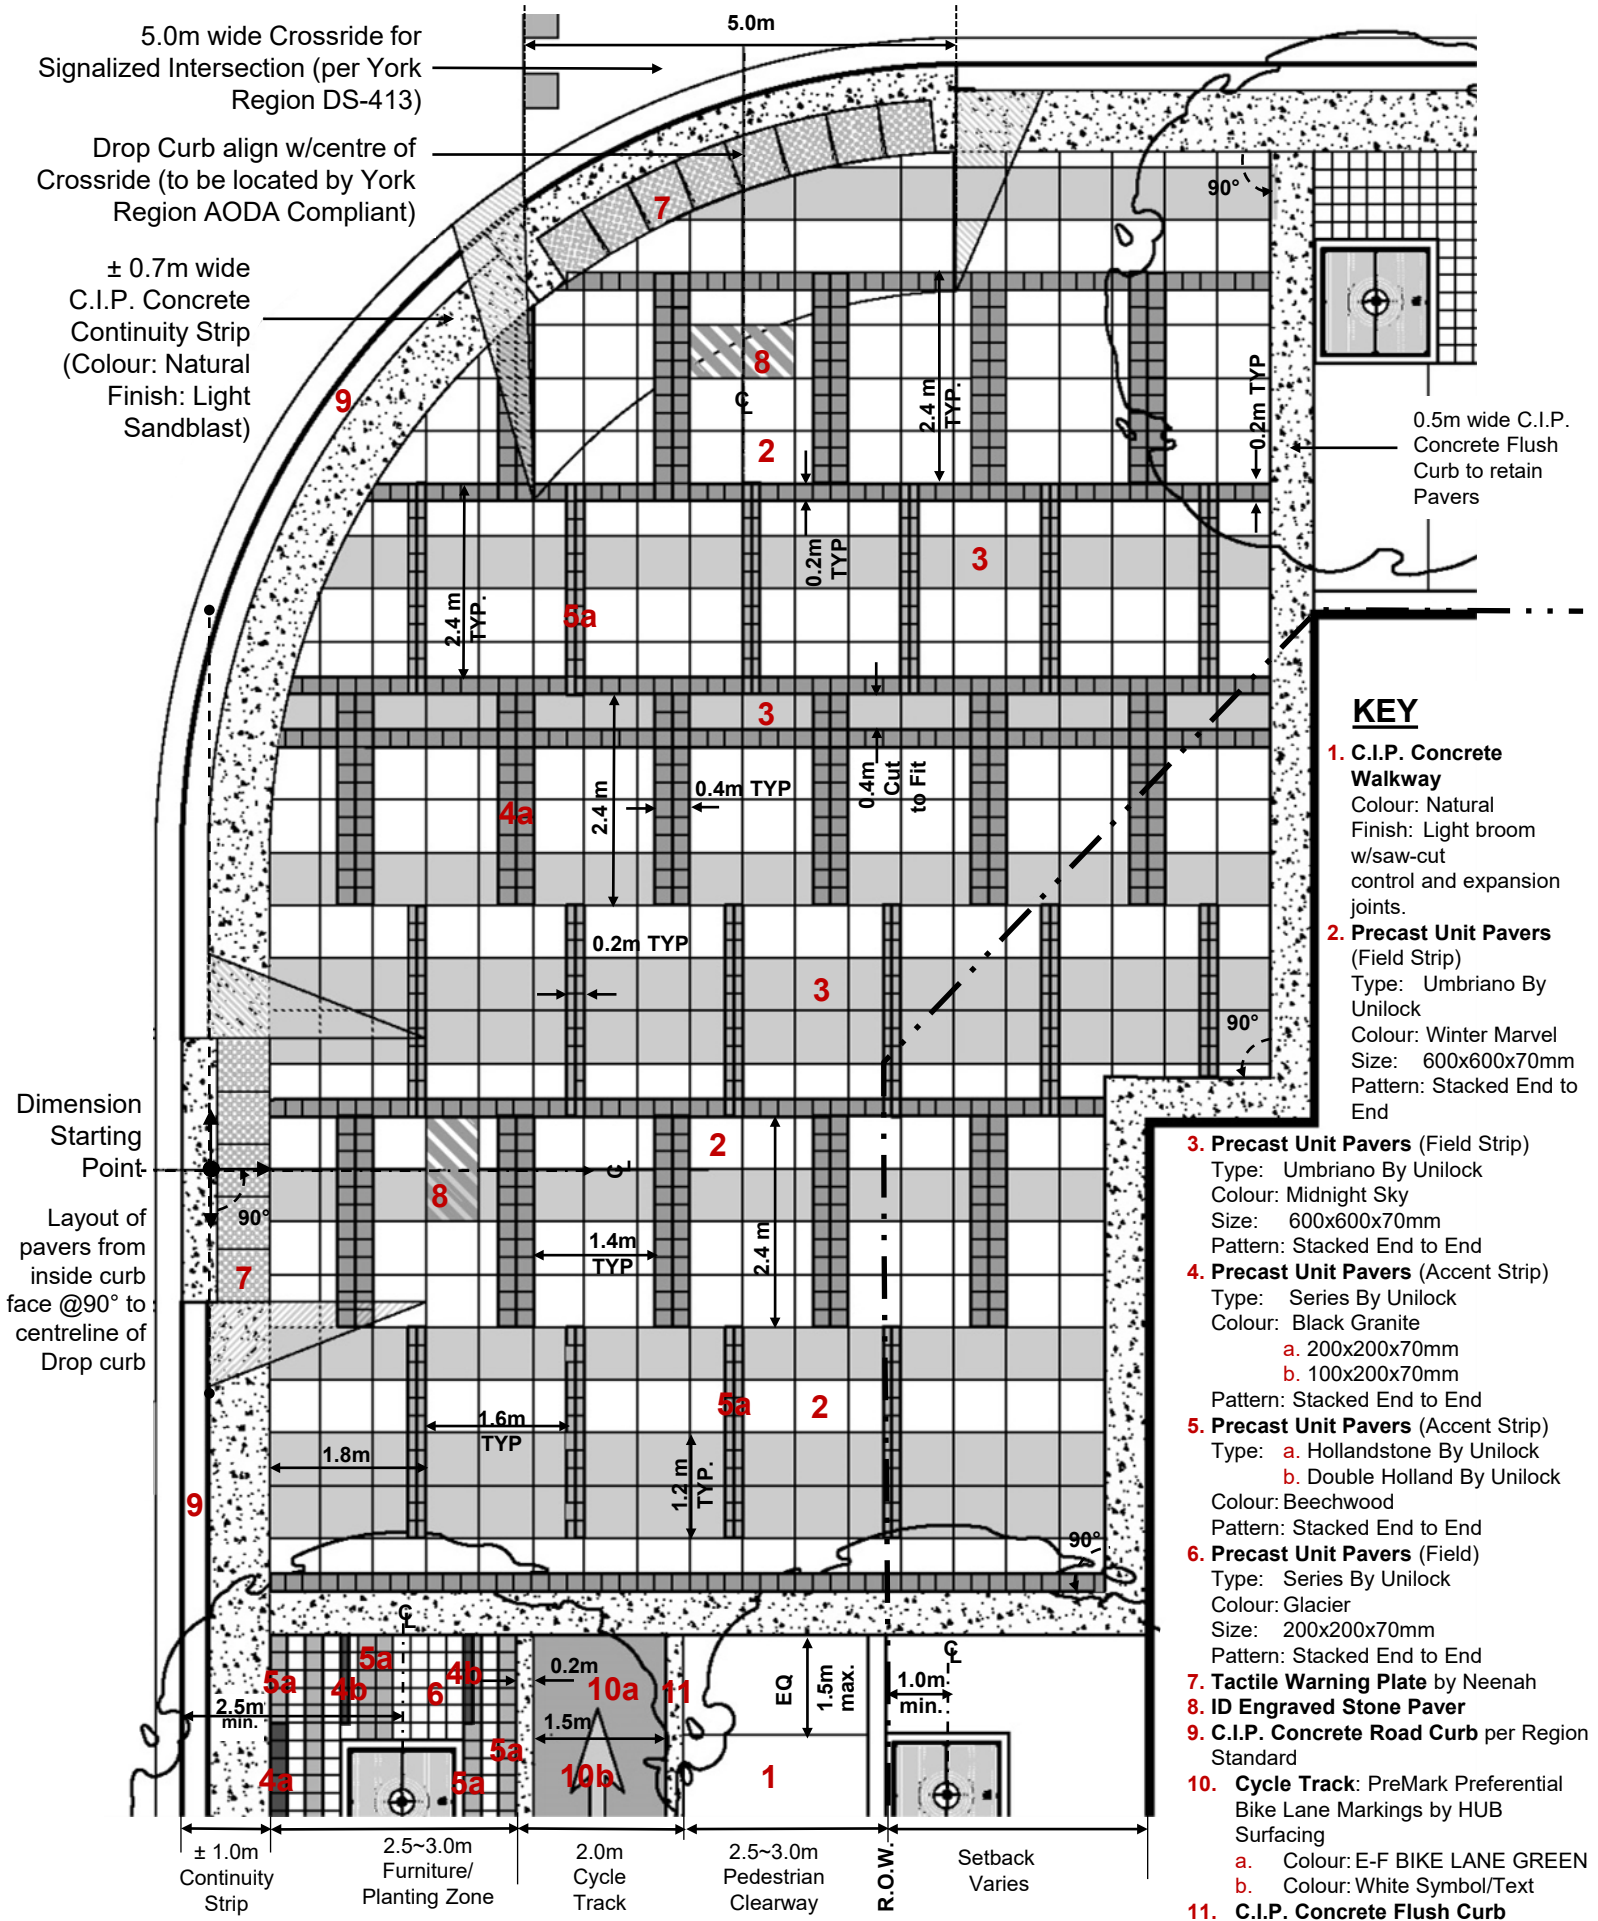 5.0m wide Crossride for
Signalized Intersection (per York
Region DS-413)
Drop Curb align w/centre of
Crossride (to be located by York
Region AODA Compliant)
± 0.7m wide
C.I.P. Concrete
Continuity Strip
(Colour: Natural
Finish: Light
Sandblast)
5.0m
7
9
8
CL
2
2.4 m
TYP.
90°
0.2m TYP
0.5m wide C.I.P.
Concrete Flush
Curb to retain
Pavers
2.4 m
TYP.
5a
0.2m
TYP
3
3
4a
2.4 m
0.4m TYP
0.4m
Cut
to Fit
0.2m TYP
3
90°
Dimension
Starting
Point
90°
Layout of
pavers from
inside curb
face @90° to
centreline of
Drop curb
7
8
CL
2
2.4 m
1.4m
TYP
5a
2
1.6m
TYP
1.8m
1.2 m
TYP.
9
90°
CL
5a
5a
4b
6
4b
2.5m
min.
4a
5a
5a
0.2m
10a
1.5m
10b
11
EQ
1.5m
max.
1
CL
1.0m
min.
± 1.0m
Continuity
Strip
2.5~3.0m
Furniture/
Planting Zone
2.0m
Cycle
Track
2.5~3.0m
Pedestrian
Clearway
R.O.W.
Setback
Varies
KEY
1. C.I.P. Concrete
Walkway
Colour: Natural
Finish: Light broom
w/saw-cut
control and expansion
joints.
2. Precast Unit Pavers
(Field Strip)
Type: Umbriano By
Unilock
Colour: Winter Marvel
Size: 600x600x70mm
Pattern: Stacked End to
End
3. Precast Unit Pavers (Field Strip)
Type: Umbriano By Unilock
Colour: Midnight Sky
Size: 600x600x70mm
Pattern: Stacked End to End
4. Precast Unit Pavers (Accent Strip)
Type: Series By Unilock
Colour: Black Granite
a. 200x200x70mm
b. 100x200x70mm
Pattern: Stacked End to End
5. Precast Unit Pavers (Accent Strip)
Type: a. Hollandstone By Unilock
b. Double Holland By Unilock
Colour: Beechwood
Pattern: Stacked End to End
6. Precast Unit Pavers (Field)
Type: Series By Unilock
Colour: Glacier
Size: 200x200x70mm
Pattern: Stacked End to End
7. Tactile Warning Plate by Neenah
8. ID Engraved Stone Paver
9. C.I.P. Concrete Road Curb per Region
Standard
10. Cycle Track: PreMark Preferential
Bike Lane Markings by HUB
Surfacing
a. Colour: E-F BIKE LANE GREEN
b. Colour: White Symbol/Text
11. C.I.P. Concrete Flush Curb